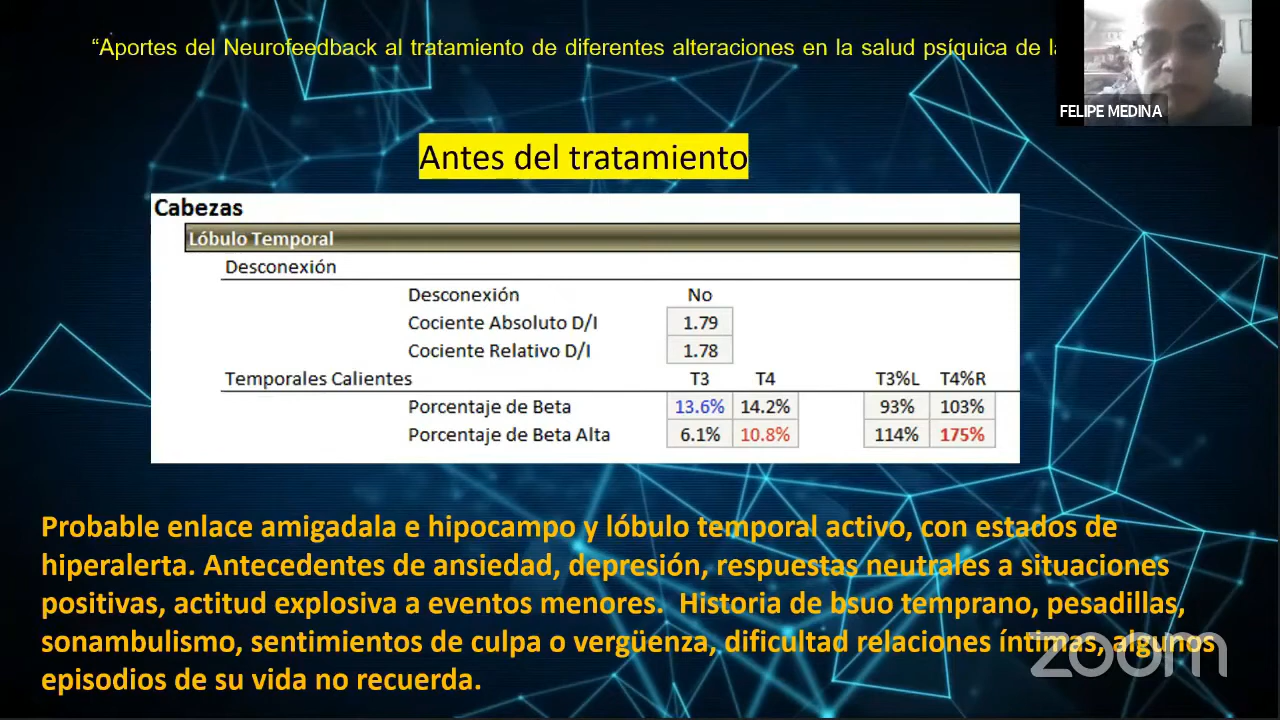 “Aportes del Neurofeedback al tratamiento de diferentes alteraciones en la salud psíquica de
FELIPE MEDINA
Antes del tratamiento
Cabezas
Lóbulo Temporal
Desconexión
Desconexión No
Cociente Absoluto D/I 1.79
Cociente Relativo D/I 1.78
Temporales Calientes T3 T4 T3%L T4%R
Porcentaje de Beta 13.6% 14.2% 93% 103%
Porcentaje de Beta Alta 6.1% 10.8% 114% 175%
Probable enlace amigadala e hipocampo y lóbulo temporal activo, con estados de
hiperalerta. Antecedentes de ansiedad, depresión, respuestas neutrales a situaciones
positivas, actitud explosiva a eventos menores. Historia de bsuo temprano, pesadillas,
sonambulismo, sentimientos de culpa o vergüenza, dificultad relaciones íntimas, algunos
episodios de su vida no recuerda.
zoom